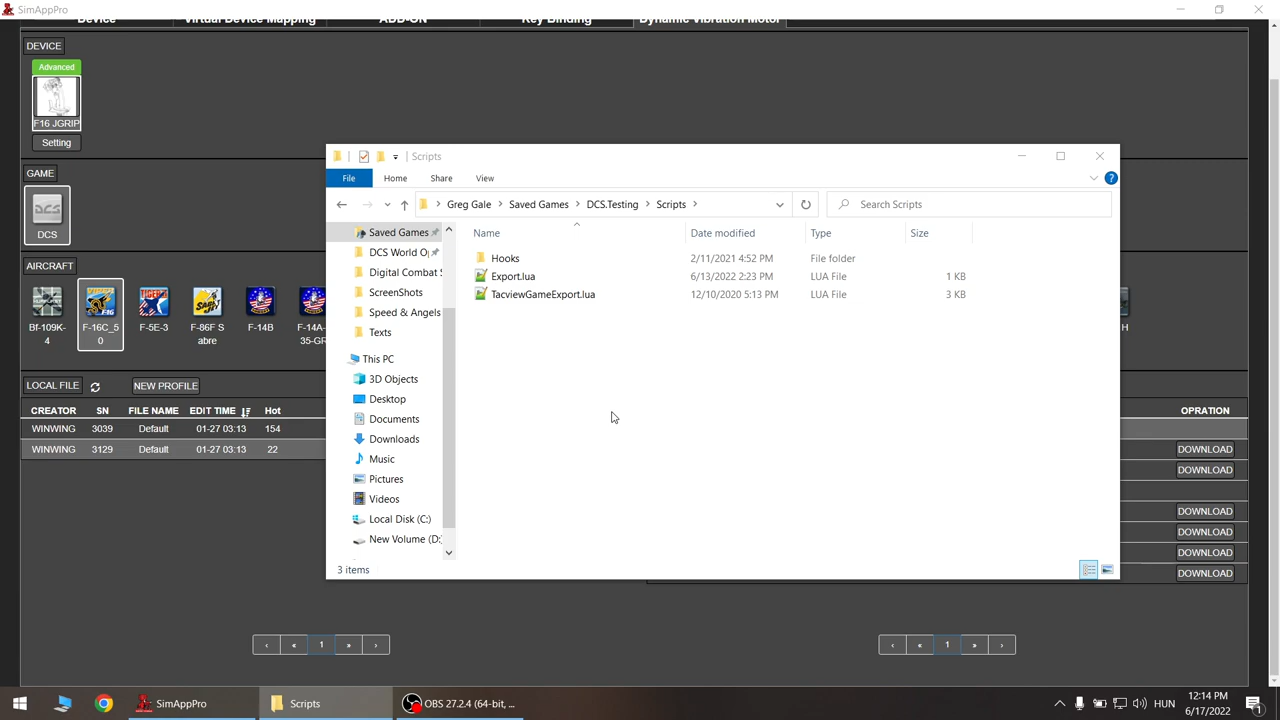 SimAppPro
Device
Virtual Device Mapping
ADD-ON
Key Binding
Dynamic Vibration Motor
DEVICE
Advanced
F16 JGRIP
Setting
GAME
DCS
DCS
AIRCRAFT
Bf-109K-
4
F-16C_5
0
F-5E-3
F-86F S
abre
F-14B
F-14A-
35-GR
H
LOCAL FILE
NEW PROFILE
CREATOR SN FILE NAME EDIT TIME Hot
WINWING 3039 Default 01-27 03:13 154
WINWING 3129 Default 01-27 03:13 22
OPRATION
DOWNLOAD
DOWNLOAD
DOWNLOAD
DOWNLOAD
DOWNLOAD
DOWNLOAD
‹ « 1 » ›
‹ « 1 » ›
Scripts
File Home Share View
Greg Gale Saved Games DCS.Testing Scripts
Search Scripts
Saved Games
DCS World O
Digital Combat S
ScreenShots
Speed & Angels
Texts
This PC
3D Objects
Desktop
Documents
Downloads
Music
Pictures
Videos
Local Disk (C:)
New Volume (D:
Name Date modified Type Size
Hooks 2/11/2021 4:52 PM File folder
Export.lua 6/13/2022 2:23 PM LUA File 1 KB
TacviewGameExport.lua 12/10/2020 5:13 PM LUA File 3 KB
3 items
SimAppPro
Scripts
OBS 27.2.4 (64-bit, ...
HUN
12:14 PM
6/17/2022
1